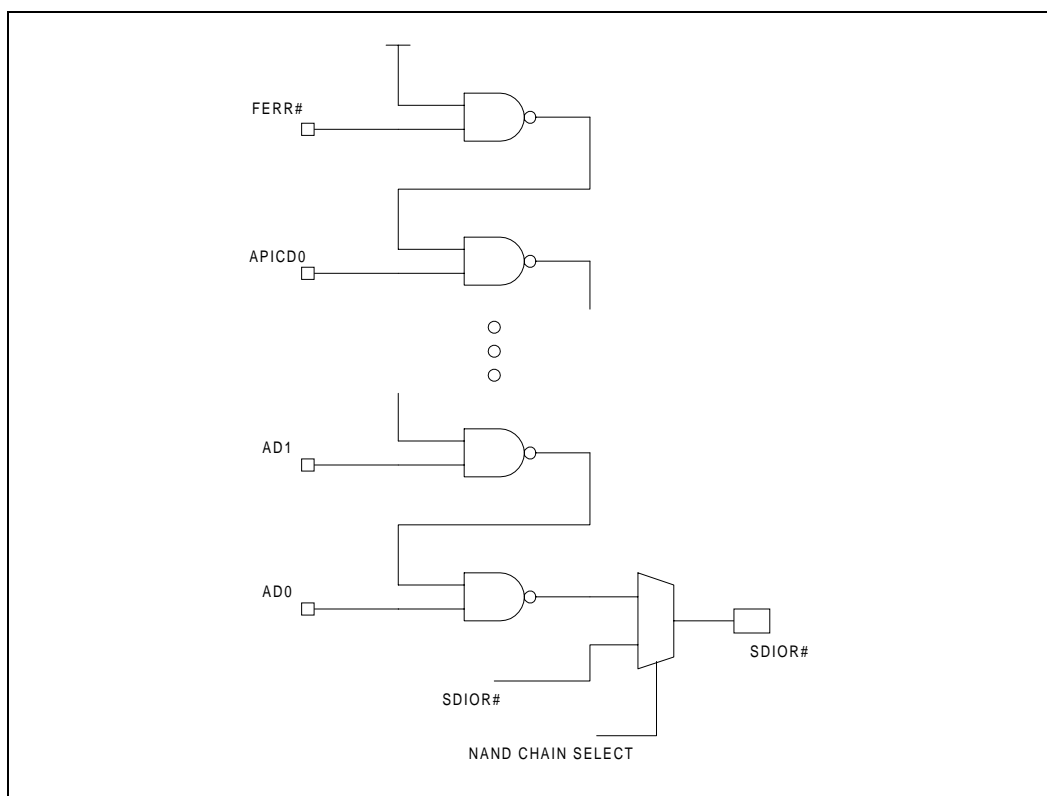 FERR#
APICD0
AD1
AD0
SDIOR#
SDIOR#
NAND CHAIN SELECT